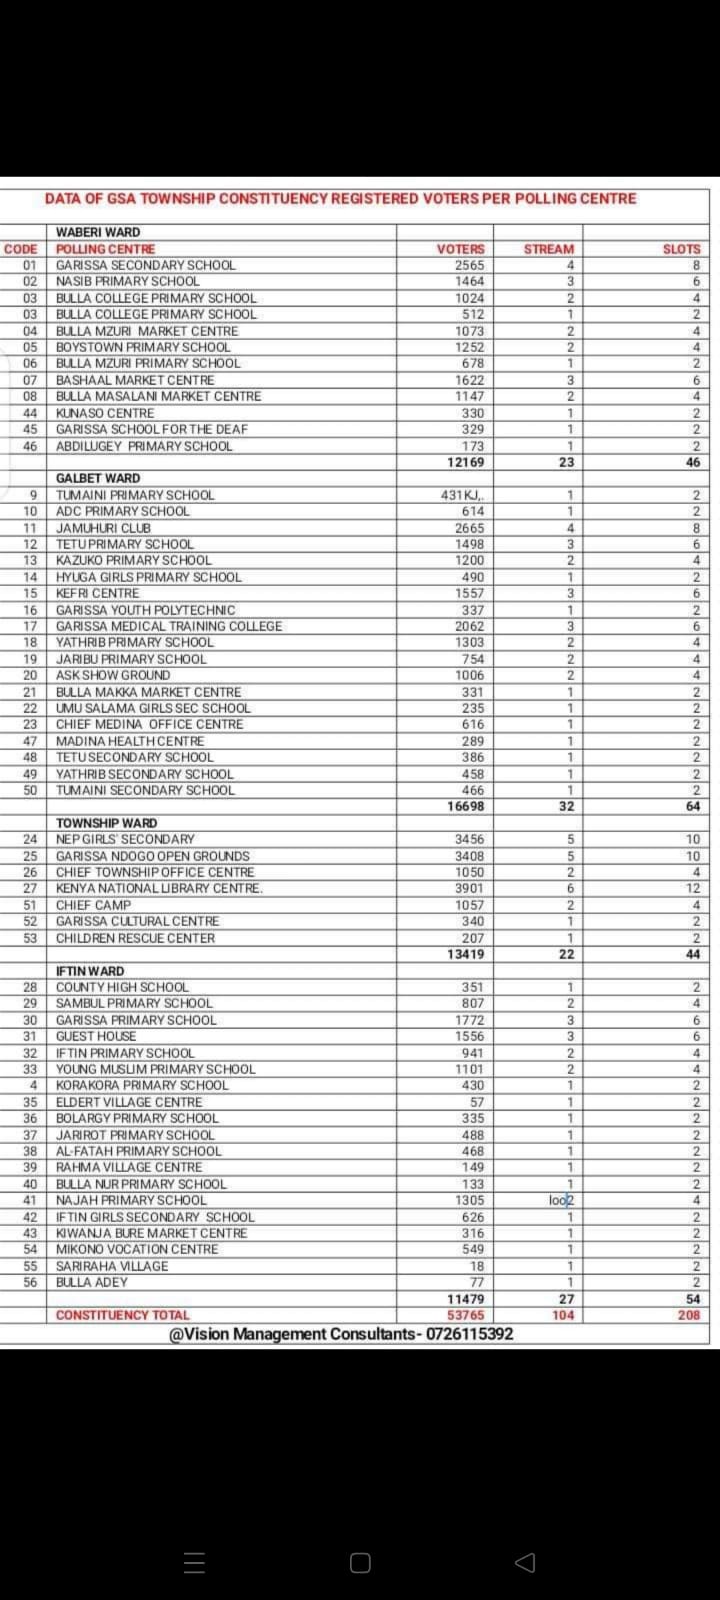 DATA OF GSA TOWNSHIP CONSTITUENCY REGISTERED VOTERS PER POLLING CENTRE
WABERI WARD
CODE POLLING CENTRE VOTERS STREAM SLOTS
01 GARISSA SECONDARY SCHOOL 2565 4 8
02 NASIB PRIMARY SCHOOL 1464 3 6
03 BULLA COLLEGE PRIMARY SCHOOL 1024 2 4
03 BULLA COLLEGE PRIMARY SCHOOL 512 1 2
04 BULLA MZURI MARKET CENTRE 1073 2 4
05 BOYSTOWN PRIMARY SCHOOL 1252 2 4
06 BULLA MZURI PRIMARY SCHOOL 678 1 2
07 BASHAAL MARKET CENTRE 1622 3 6
08 BULLA MASALANI MARKET CENTRE 1147 2 4
44 KUNASO CENTRE 330 1 2
45 GARISSA SCHOOL FOR THE DEAF 329 1 2
46 ABDILUGEY PRIMARY SCHOOL 173 1 2
12169 23 46
GALBET WARD
9 TUMAINI PRIMARY SCHOOL 431KJ,. 1 2
10 ADC PRIMARY SCHOOL 614 1 2
11 JAMUHURI CLUB 2665 4 8
12 TETU PRIMARY SCHOOL 1498 3 6
13 KAZUKO PRIMARY SCHOOL 1200 2 4
14 HYUGA GIRLS PRIMARY SCHOOL 490 1 2
15 KEFRI CENTRE 1557 3 6
16 GARISSA YOUTH POLYTECHNIC 337 1 2
17 GARISSA MEDICAL TRAINING COLLEGE 2062 3 6
18 YATHRIB PRIMARY SCHOOL 1303 2 4
19 JARIBU PRIMARY SCHOOL 754 2 4
20 ASK SHOW GROUND 1006 2 4
21 BULLA MAKKA MARKET CENTRE 331 1 2
22 UMU SALAMA GIRLS SEC SCHOOL 235 1 2
23 CHIEF MEDINA OFFICE CENTRE 616 1 2
47 MADINA HEALTH CENTRE 289 1 2
48 TETU SECONDARY SCHOOL 386 1 2
49 YATHRIB SECONDARY SCHOOL 458 1 2
50 TUMAINI SECONDARY SCHOOL 466 1 2
16698 32 64
TOWNSHIP WARD
24 NEP GIRLS' SECONDARY 3456 5 10
25 GARISSA NDOGO OPEN GROUNDS 3408 5 10
26 CHIEF TOWNSHIP OFFICE CENTRE 1050 2 4
27 KENYA NATIONAL LIBRARY CENTRE. 3901 6 12
51 CHIEF CAMP 1057 2 4
52 GARISSA CULTURAL CENTRE 340 1 2
53 CHILDREN RESCUE CENTER 207 1 2
13419 22 44
IFTIN WARD
28 COUNTY HIGH SCHOOL 351 1 2
29 SAMBUL PRIMARY SCHOOL 807 2 4
30 GARISSA PRIMARY SCHOOL 1772 3 6
31 GUEST HOUSE 1556 3 6
32 IFTIN PRIMARY SCHOOL 941 2 4
33 YOUNG MUSLIM PRIMARY SCHOOL 1101 2 4
4 KORAKORA PRIMARY SCHOOL 430 1 2
35 ELDERT VILLAGE CENTRE 57 1 2
36 BOLARGY PRIMARY SCHOOL 335 1 2
37 JARIROT PRIMARY SCHOOL 488 1 2
38 AL-FATAH PRIMARY SCHOOL 468 1 2
39 RAHMA VILLAGE CENTRE 149 1 2
40 BULLA NUR PRIMARY SCHOOL 133 1 2
41 NAJAH PRIMARY SCHOOL 1305 loo2 4
42 IFTIN GIRLS SECONDARY SCHOOL 626 1 2
43 KIWANJA BURE MARKET CENTRE 316 1 2
54 MIKONO VOCATION CENTRE 549 1 2
55 SARIRAHA VILLAGE 18 1 2
56 BULLA ADEY 77 1 2
11479 27 54
CONSTITUENCY TOTAL 53765 104 208
@Vision Management Consultants- 0726115392